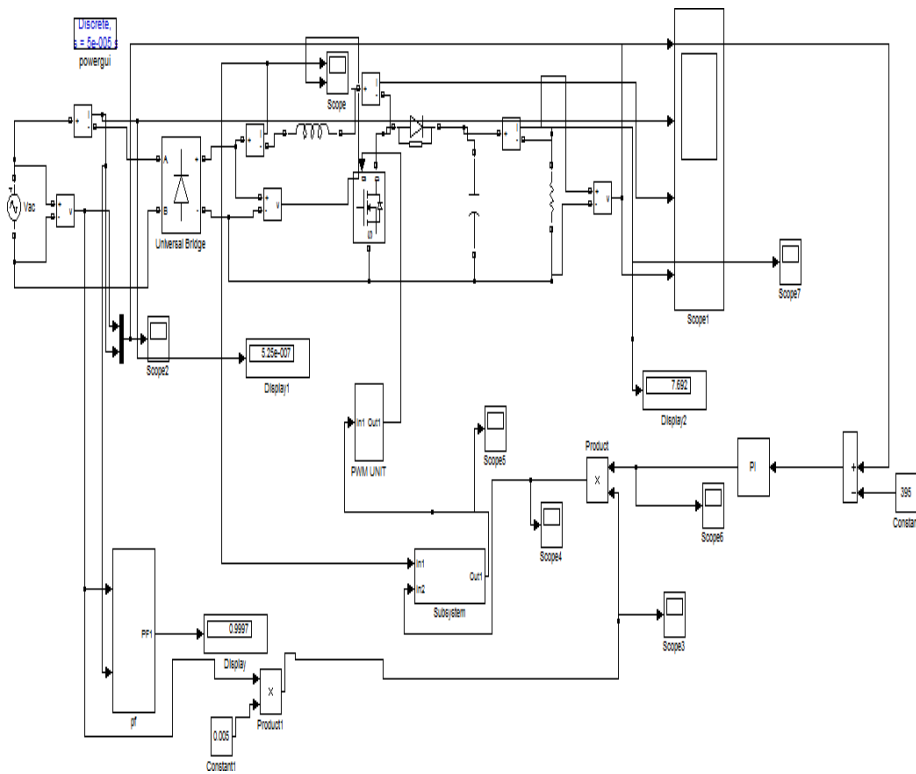 Discrete,
s = 5e-005 s
powergui
i
+
-
Scope
+
i
-
+
i
-
+
i
-
Vac
+
-
v
A
B
+
-
Universal Bridge
+
-
v
+
-
v
Scope1
Scope7
Scope2
5.25e-007
Display1
7.692
Display2
In1 Out1
PWM UNIT
Scope5
Product
X
PI
+
−
395
Constant
Scope4
Scope6
In1
In2
Out1
Subsystem
Scope3
PF1
pf
0.9997
Display
X
Product1
0.005
Constant1